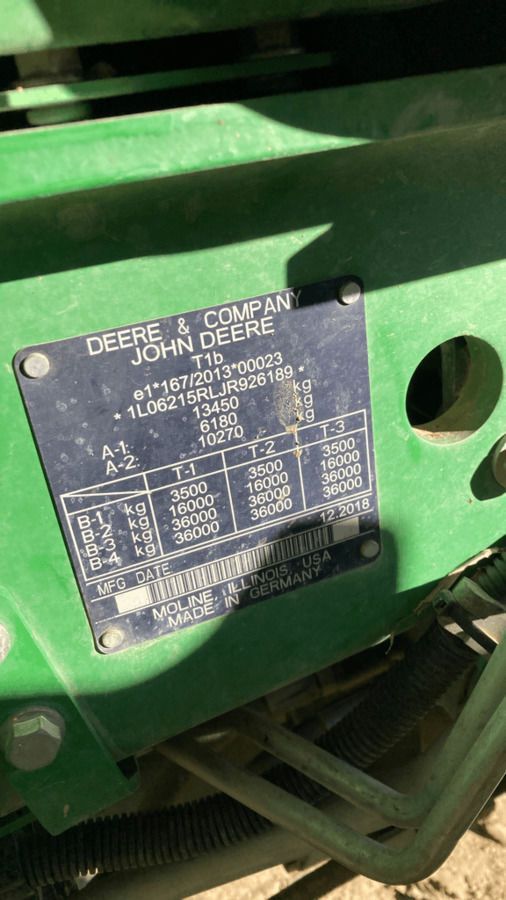 DEERE & COMPANY
JOHN DEERE
T1b
e1*167/2013*00023
* 1L06215RLJR926189 *
13450 kg
A-1: 6180 kg
A-2: 10270 kg
T-1 T-2 T-3
B-1 kg 3500 3500 3500
B-2 kg 16000 16000 16000
B-3 kg 36000 36000 36000
B-4 kg 36000 36000 36000
MFG DATE 12.2018
MOLINE, ILLINOIS, USA
MADE IN GERMANY